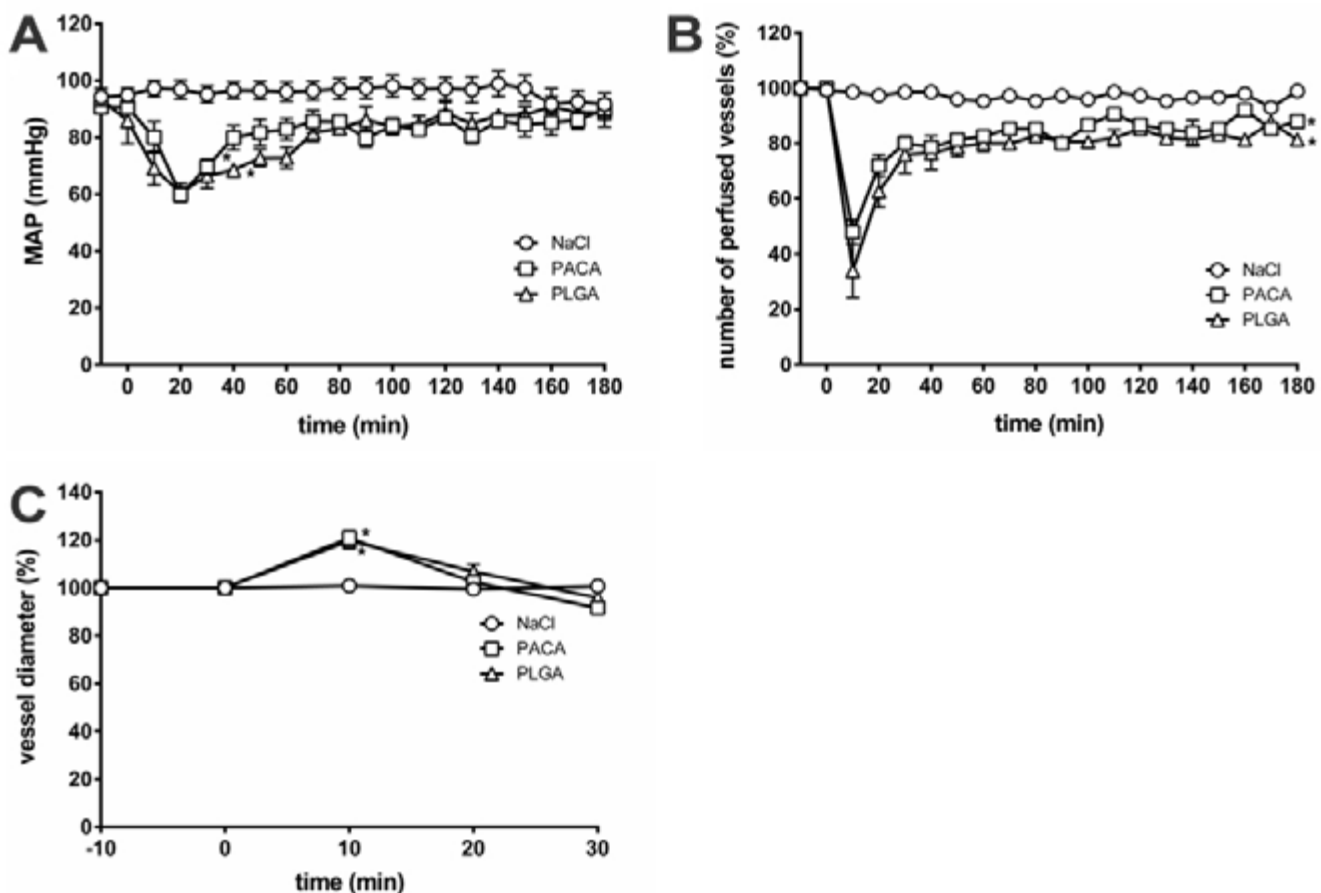 A
MAP (mmHg)
120
100
80
60
40
20
0
*
*
NaCl
PACA
PLGA
0 20 40 60 80 100 120 140 160 180
time (min)
B
number of perfused vessels (%)
120
100
80
60
40
20
0
*
*
NaCl
PACA
PLGA
0 20 40 60 80 100 120 140 160 180
time (min)
C
vessel diameter (%)
140
120
100
80
60
40
20
0
*
*
NaCl
PACA
PLGA
-10 0 10 20 30
time (min)